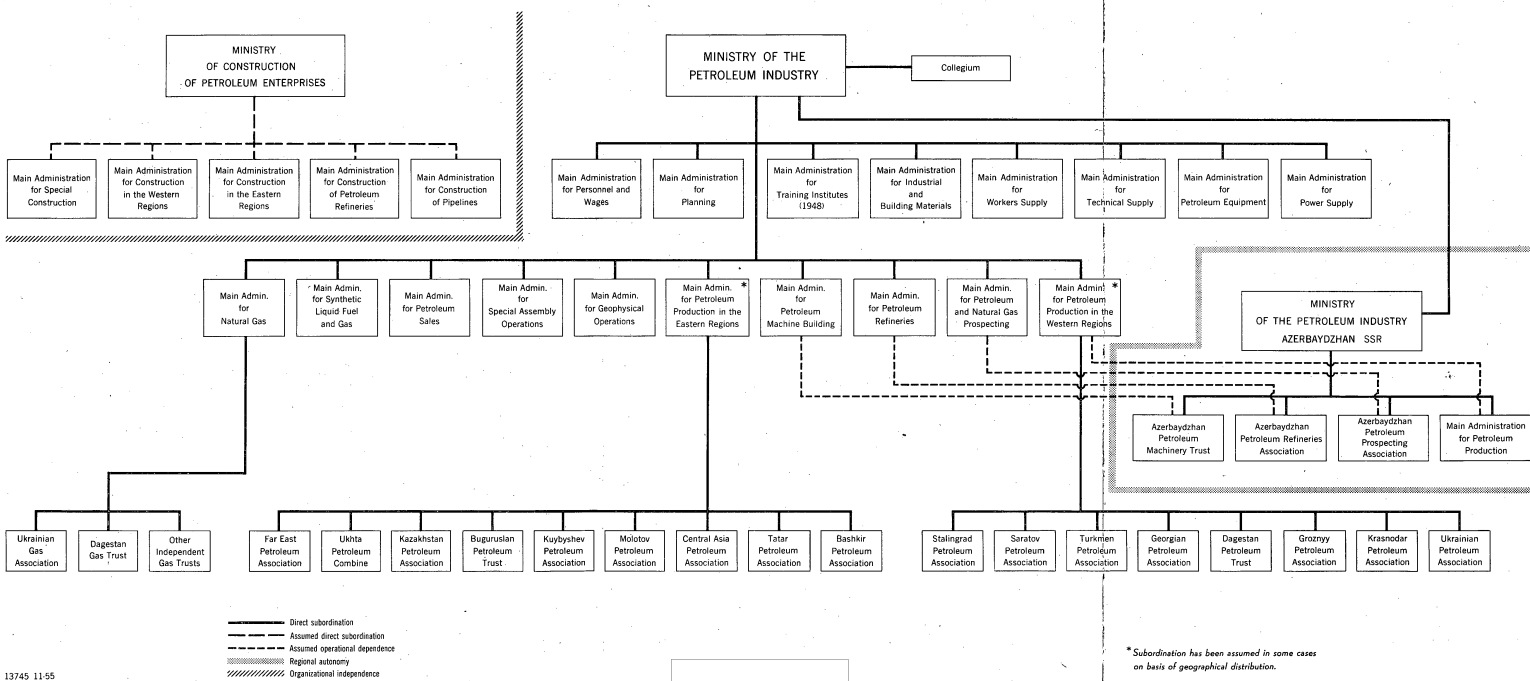 MINISTRY
OF CONSTRUCTION
OF PETROLEUM ENTERPRISES
MINISTRY OF THE
PETROLEUM INDUSTRY
Collegium
Main Administration
for Special
Construction
Main Administration
for Construction
in the Western
Regions
Main Administration
for Construction
in the Eastern
Regions
Main Administration
for Construction
of Petroleum
Refineries
Main Administration
for Construction
of Pipelines
Main Administration
for Personnel and
Wages
Main Administration
for
Planning
Main Administration
for
Training Institutes
(1948)
Main Administration
for Industrial
and
Building Materials
Main Administration
for
Workers Supply
Main Administration
for
Technical Supply
Main Administration
for
Petroleum Equipment
Main Administration
for
Power Supply
Main Admin.
for
Natural Gas
Main Admin.
for Synthetic
Liquid Fuel
and Gas
Main Admin.
for Petroleum
Sales
Main Admin.
for
Special Assembly
Operations
Main Admin.
for Geophysical
Operations
Main Admin. *
for Petroleum
Production in the
Eastern Regions
Main Admin.
for
Petroleum
Machine Building
Main Admin.
for Petroleum
Refineries
Main Admin.
for Petroleum
and Natural Gas
Prospecting
Main Admin. *
for Petroleum
Production in the
Western Regions
MINISTRY
OF THE PETROLEUM INDUSTRY
AZERBAYDZHAN SSR
Azerbaydzhan
Petroleum
Machinery Trust
Azerbaydzhan
Petroleum Refineries
Association
Azerbaydzhan
Petroleum
Prospecting
Association
Main Administration
for Petroleum
Production
Ukrainian
Gas
Association
Dagestan
Gas Trust
Other
Independent
Gas Trusts
Far East
Petroleum
Association
Ukhta
Petroleum
Combine
Kazakhstan
Petroleum
Association
Buguruslan
Petroleum
Trust
Kuybyshev
Petroleum
Association
Molotov
Petroleum
Association
Central Asia
Petroleum
Association
Tatar
Petroleum
Association
Bashkir
Petroleum
Association
Stalingrad
Petroleum
Association
Saratov
Petroleum
Association
Turkmen
Petroleum
Association
Georgian
Petroleum
Association
Dagestan
Petroleum
Trust
Groznyy
Petroleum
Association
Krasnodar
Petroleum
Association
Ukrainian
Petroleum
Association
Direct subordination
Assumed direct subordination
Assumed operational dependence
Regional autonomy
Organizational independence
* Subordination has been assumed in some cases
on basis of geographical distribution.
13745 11-55